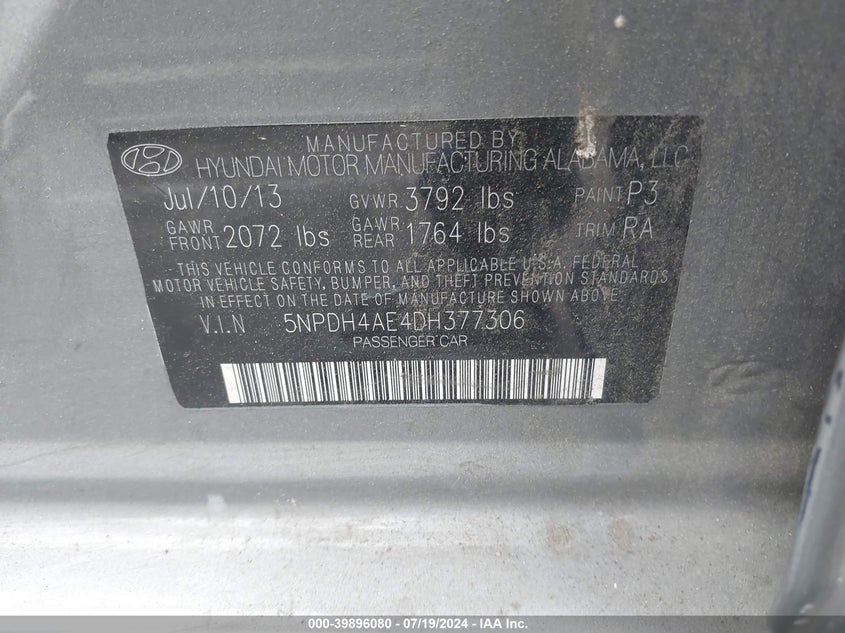 MANUFACTURED BY
HYUNDAI MOTOR MANUFACTURING ALABAMA, LLC
Jul/10/13 GVWR 3792 lbs PAINT P3
GAWR FRONT 2072 lbs GAWR REAR 1764 lbs TRIM RA
THIS VEHICLE CONFORMS TO ALL APPLICABLE U.S.A. FEDERAL
MOTOR VEHICLE SAFETY, BUMPER, AND THEFT PREVENTION STANDARDS
IN EFFECT ON THE DATE OF MANUFACTURE SHOWN ABOVE.
V.I.N 5NPDH4AE4DH377306
PASSENGER CAR
000-39896080 - 07/19/2024 - IAAI.COM